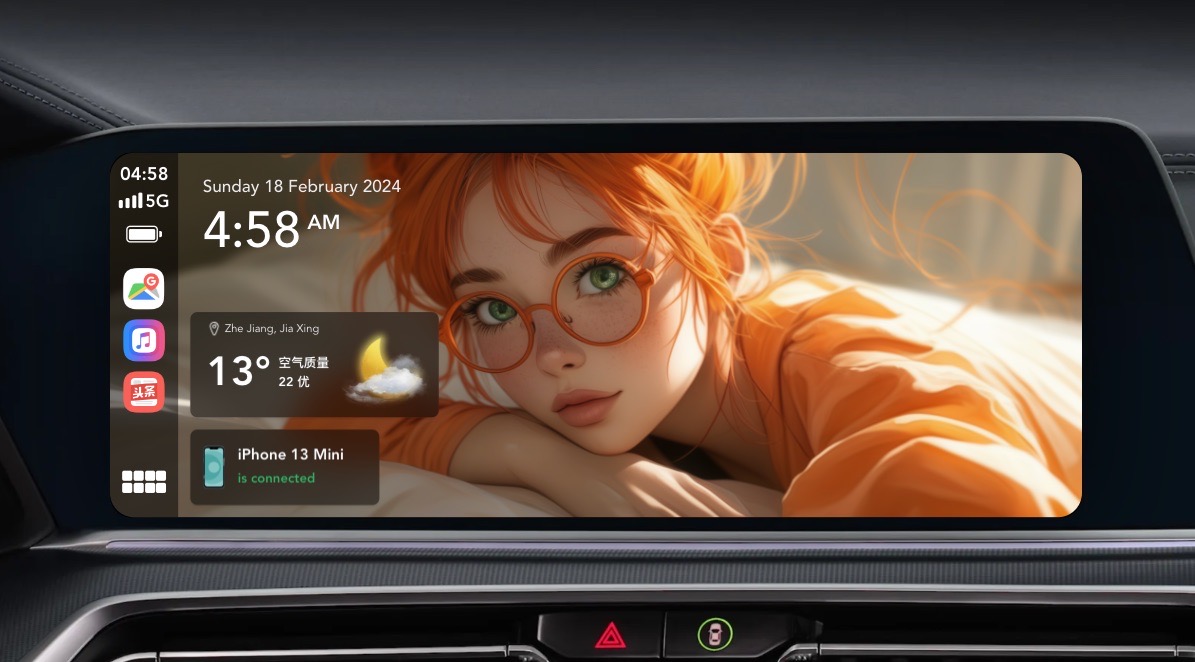 04:58
5G
G
头条
Sunday 18 February 2024
4:58 AM
Zhe Jiang, Jia Xing
13°
空气质量
22 优
iPhone 13 Mini
is connected